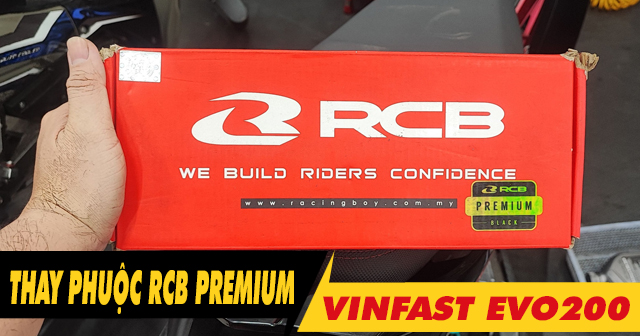 RCB
WE BUILD RIDERS CONFIDENCE
www.racingboy.com.my
RCB
PREMIUM
BLACK
THAY PHUỘC RCB PREMIUM
VINFAST EVO200